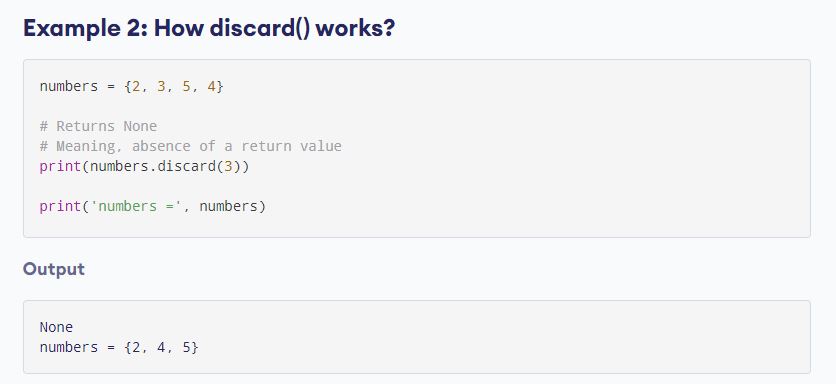 Example 2: How discard() works?
numbers = {2, 3, 5, 4}
# Returns None
# Meaning, absence of a return value
print(numbers.discard(3))
print('numbers =', numbers)
Output
None
numbers = {2, 4, 5}